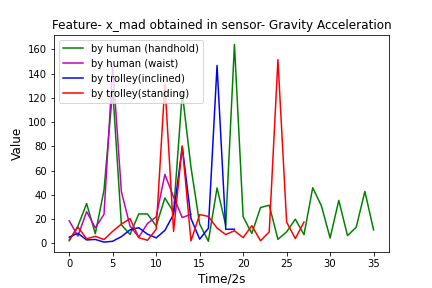 Feature- x_mad obtained in sensor- Gravity Acceleration
by human (handhold)
by human (waist)
by trolley(inclined)
by trolley(standing)
Value
160
140
120
100
80
60
40
20
0
0 5 10 15 20 25 30 35
Time/2s